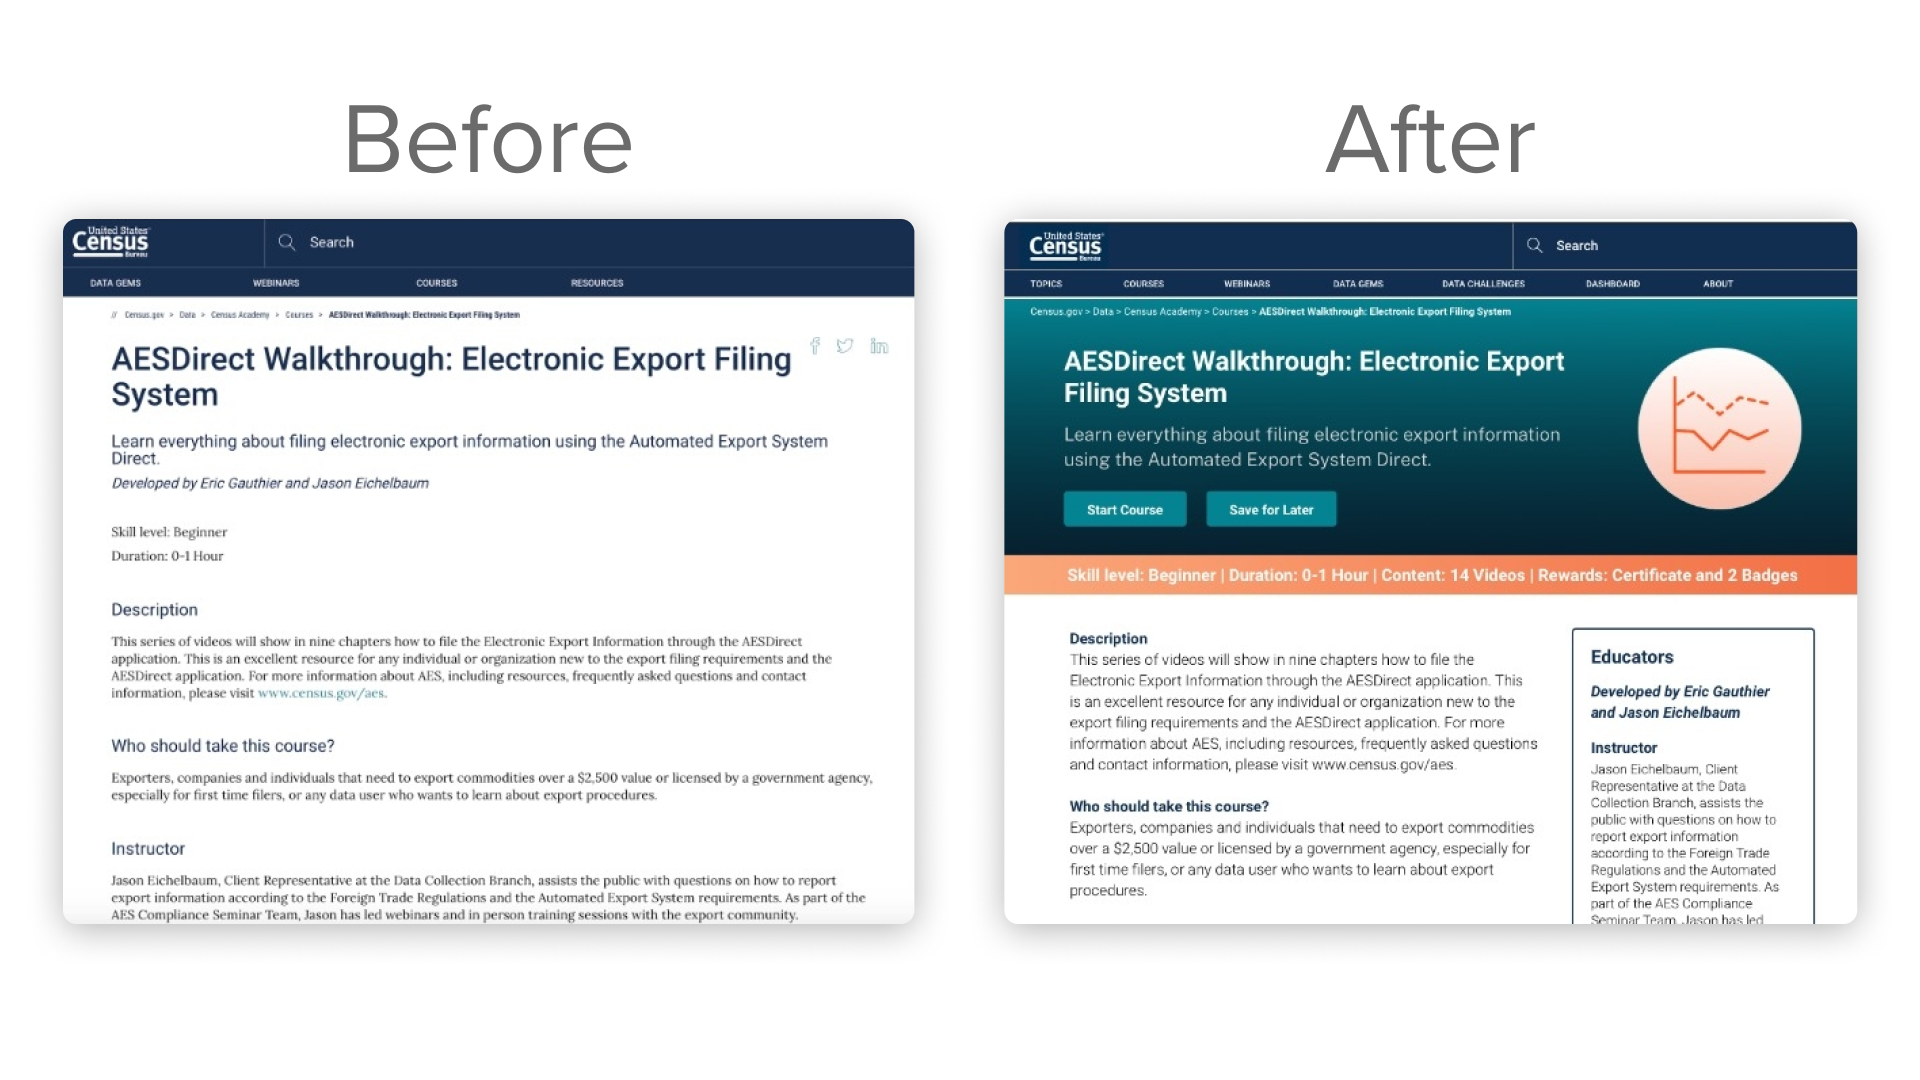 Before
United States®
Census
Bureau
Search
DATA GEMS WEBINARS COURSES RESOURCES
// Census.gov > Data > Census Academy > Courses > AESDirect Walkthrough: Electronic Export Filing System
AESDirect Walkthrough: Electronic Export Filing
System
Learn everything about filing electronic export information using the Automated Export System
Direct.
Developed by Eric Gauthier and Jason Eichelbaum
Skill level: Beginner
Duration: 0-1 Hour
Description
This series of videos will show in nine chapters how to file the Electronic Export Information through the AESDirect
application. This is an excellent resource for any individual or organization new to the export filing requirements and the
AESDirect application. For more information about AES, including resources, frequently asked questions and contact
information, please visit www.census.gov/aes.
Who should take this course?
Exporters, companies and individuals that need to export commodities over a $2,500 value or licensed by a government agency,
especially for first time filers, or any data user who wants to learn about export procedures.
Instructor
Jason Eichelbaum, Client Representative at the Data Collection Branch, assists the public with questions on how to report
export information according to the Foreign Trade Regulations and the Automated Export System requirements. As part of the
AES Compliance Seminar Team, Jason has led webinars and in person training sessions with the export community.
After
United States®
Census
Bureau
Search
TOPICS COURSES WEBINARS DATA GEMS DATA CHALLENGES DASHBOARD ABOUT
Census.gov > Data > Census Academy > Courses > AESDirect Walkthrough: Electronic Export Filing System
AESDirect Walkthrough: Electronic Export
Filing System
Learn everything about filing electronic export information
using the Automated Export System Direct.
Start Course Save for Later
Skill level: Beginner | Duration: 0-1 Hour | Content: 14 Videos | Rewards: Certificate and 2 Badges
Description
This series of videos will show in nine chapters how to file the
Electronic Export Information through the AESDirect application. This
is an excellent resource for any individual or organization new to the
export filing requirements and the AESDirect application. For more
information about AES, including resources, frequently asked questions
and contact information, please visit www.census.gov/aes.
Who should take this course?
Exporters, companies and individuals that need to export commodities
over a $2,500 value or licensed by a government agency, especially for
first time filers, or any data user who wants to learn about export
procedures.
Educators
Developed by Eric Gauthier
and Jason Eichelbaum
Instructor
Jason Eichelbaum, Client
Representative at the Data
Collection Branch, assists the
public with questions on how to
report export information
according to the Foreign Trade
Regulations and the Automated
Export System requirements. As
part of the AES Compliance
Seminar Team, Jason has led